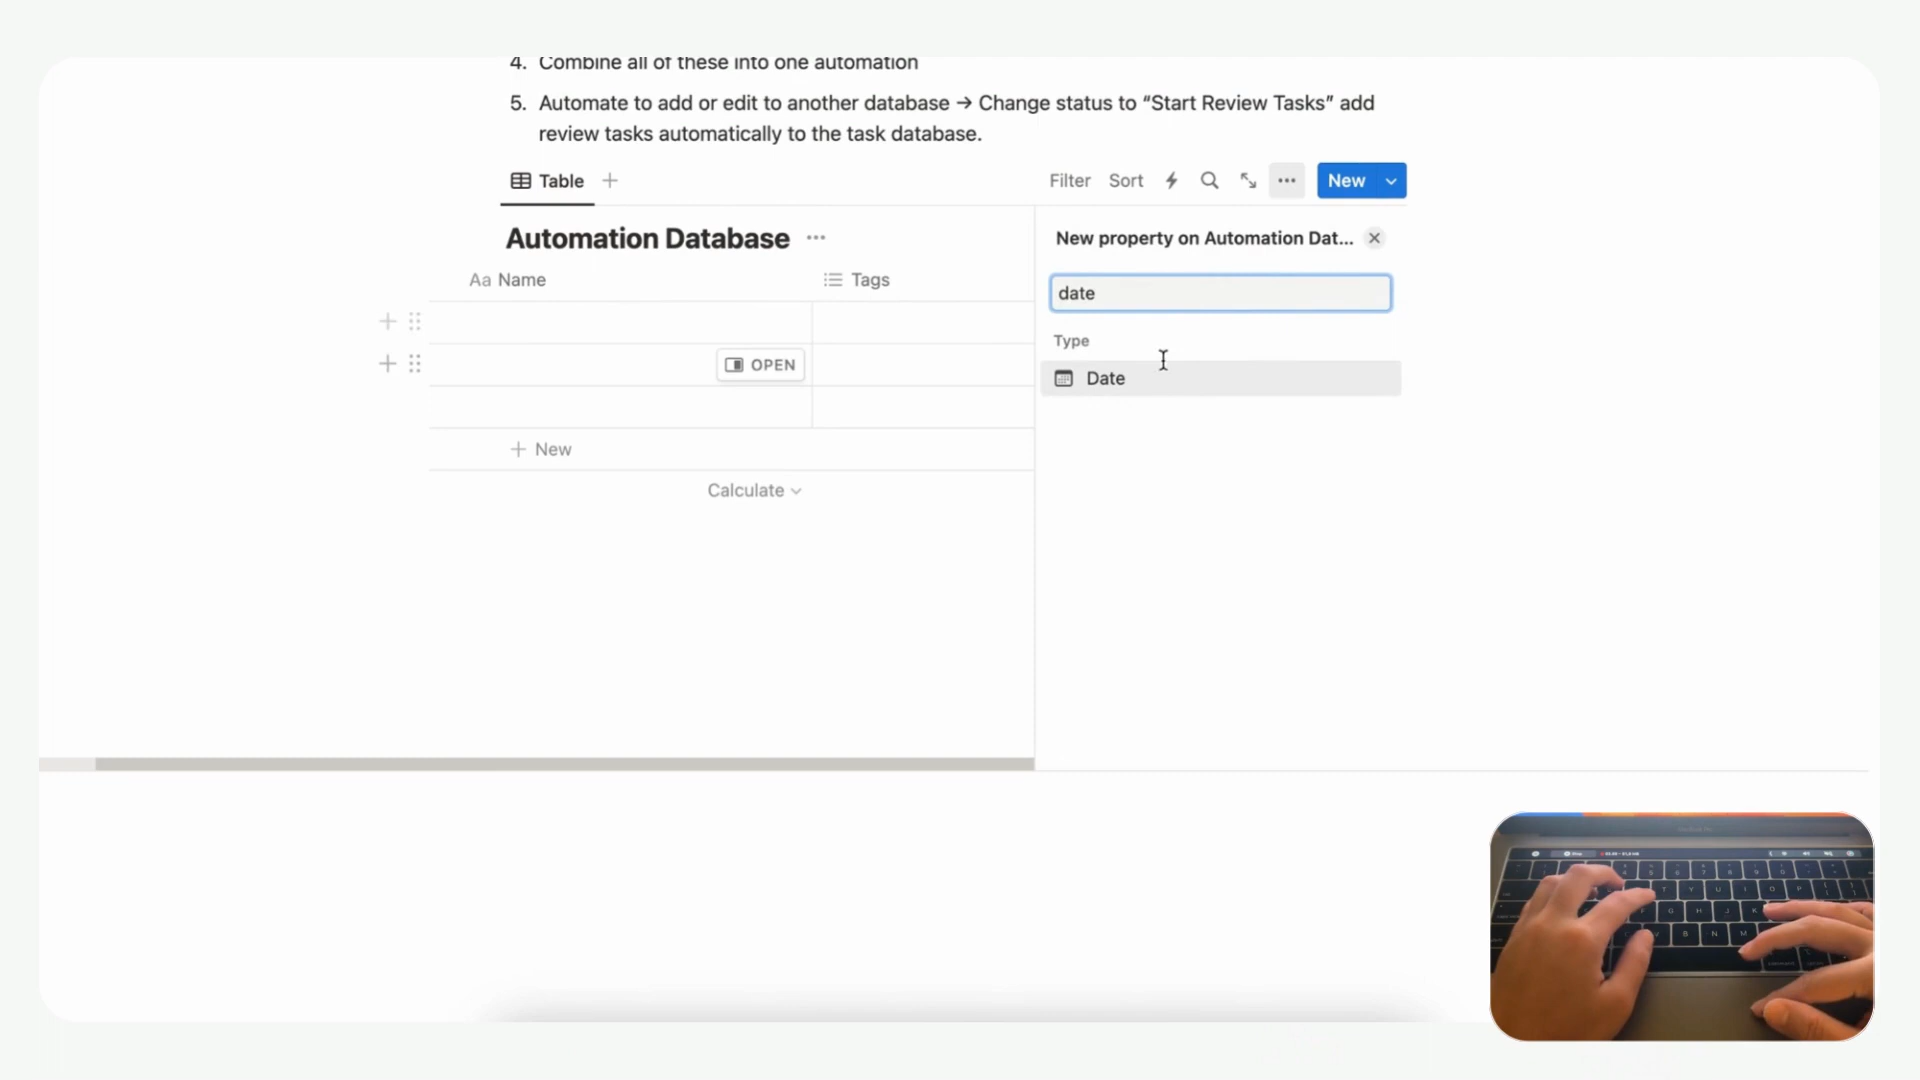 4. Combine all of these into one automation
5. Automate to add or edit to another database → Change status to “Start Review Tasks” add
review tasks automatically to the task database.
Table
Filter Sort New
Automation Database
New property on Automation Dat...
Aa Name
Tags
date
Type
OPEN
Date
New
Calculate